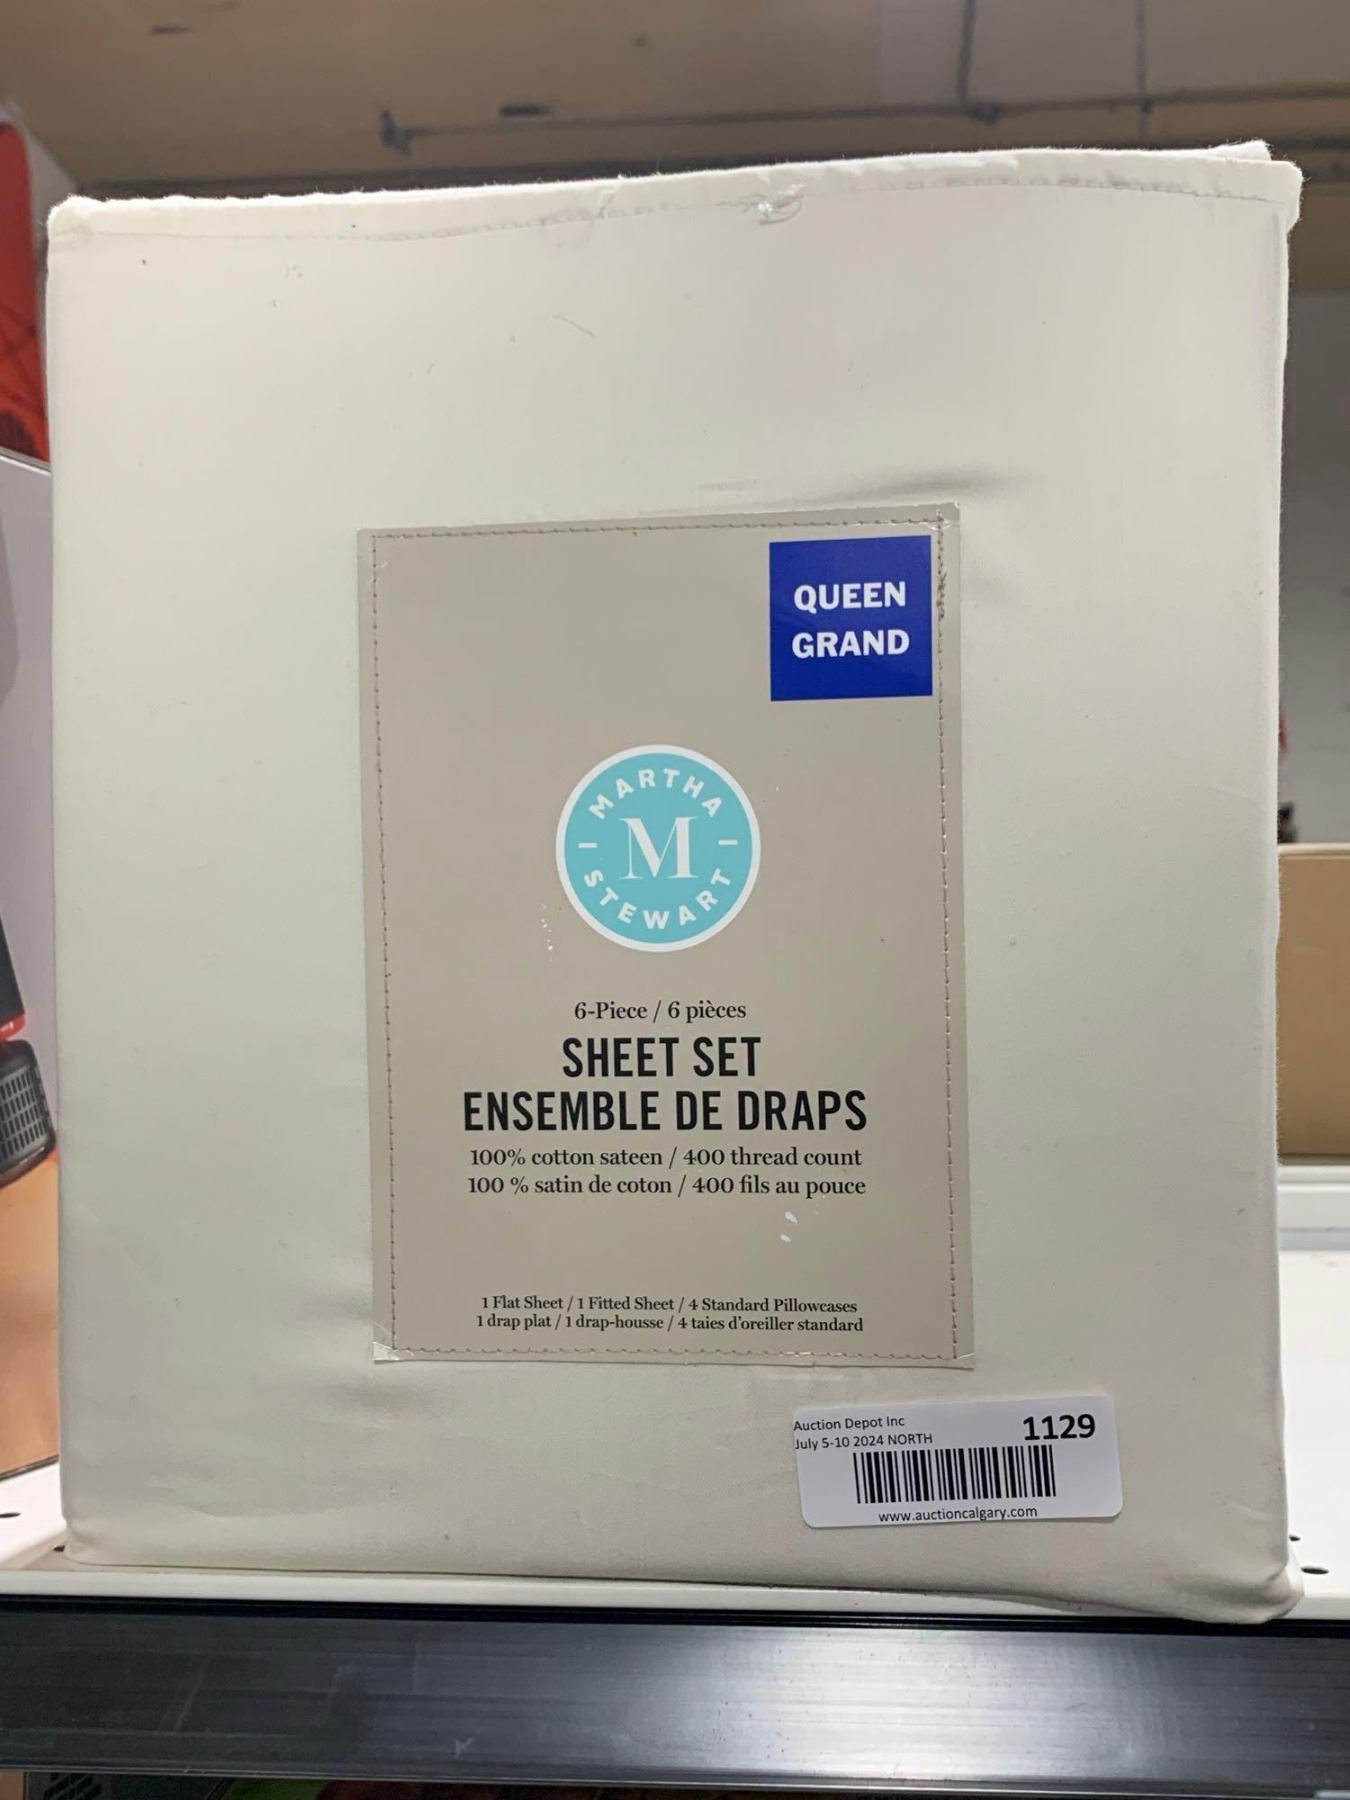 QUEEN
GRAND
MARTHA
M
STEWART
6-Piece / 6 pièces
SHEET SET
ENSEMBLE DE DRAPS
100% cotton sateen / 400 thread count
100 % satin de coton / 400 fils au pouce
1 Flat Sheet / 1 Fitted Sheet / 4 Standard Pillowcases
1 drap plat / 1 drap-housse / 4 taies d'oreiller standard
Auction Depot Inc
1129
July 5-10 2024 NORTH
www.auctioncalgary.com